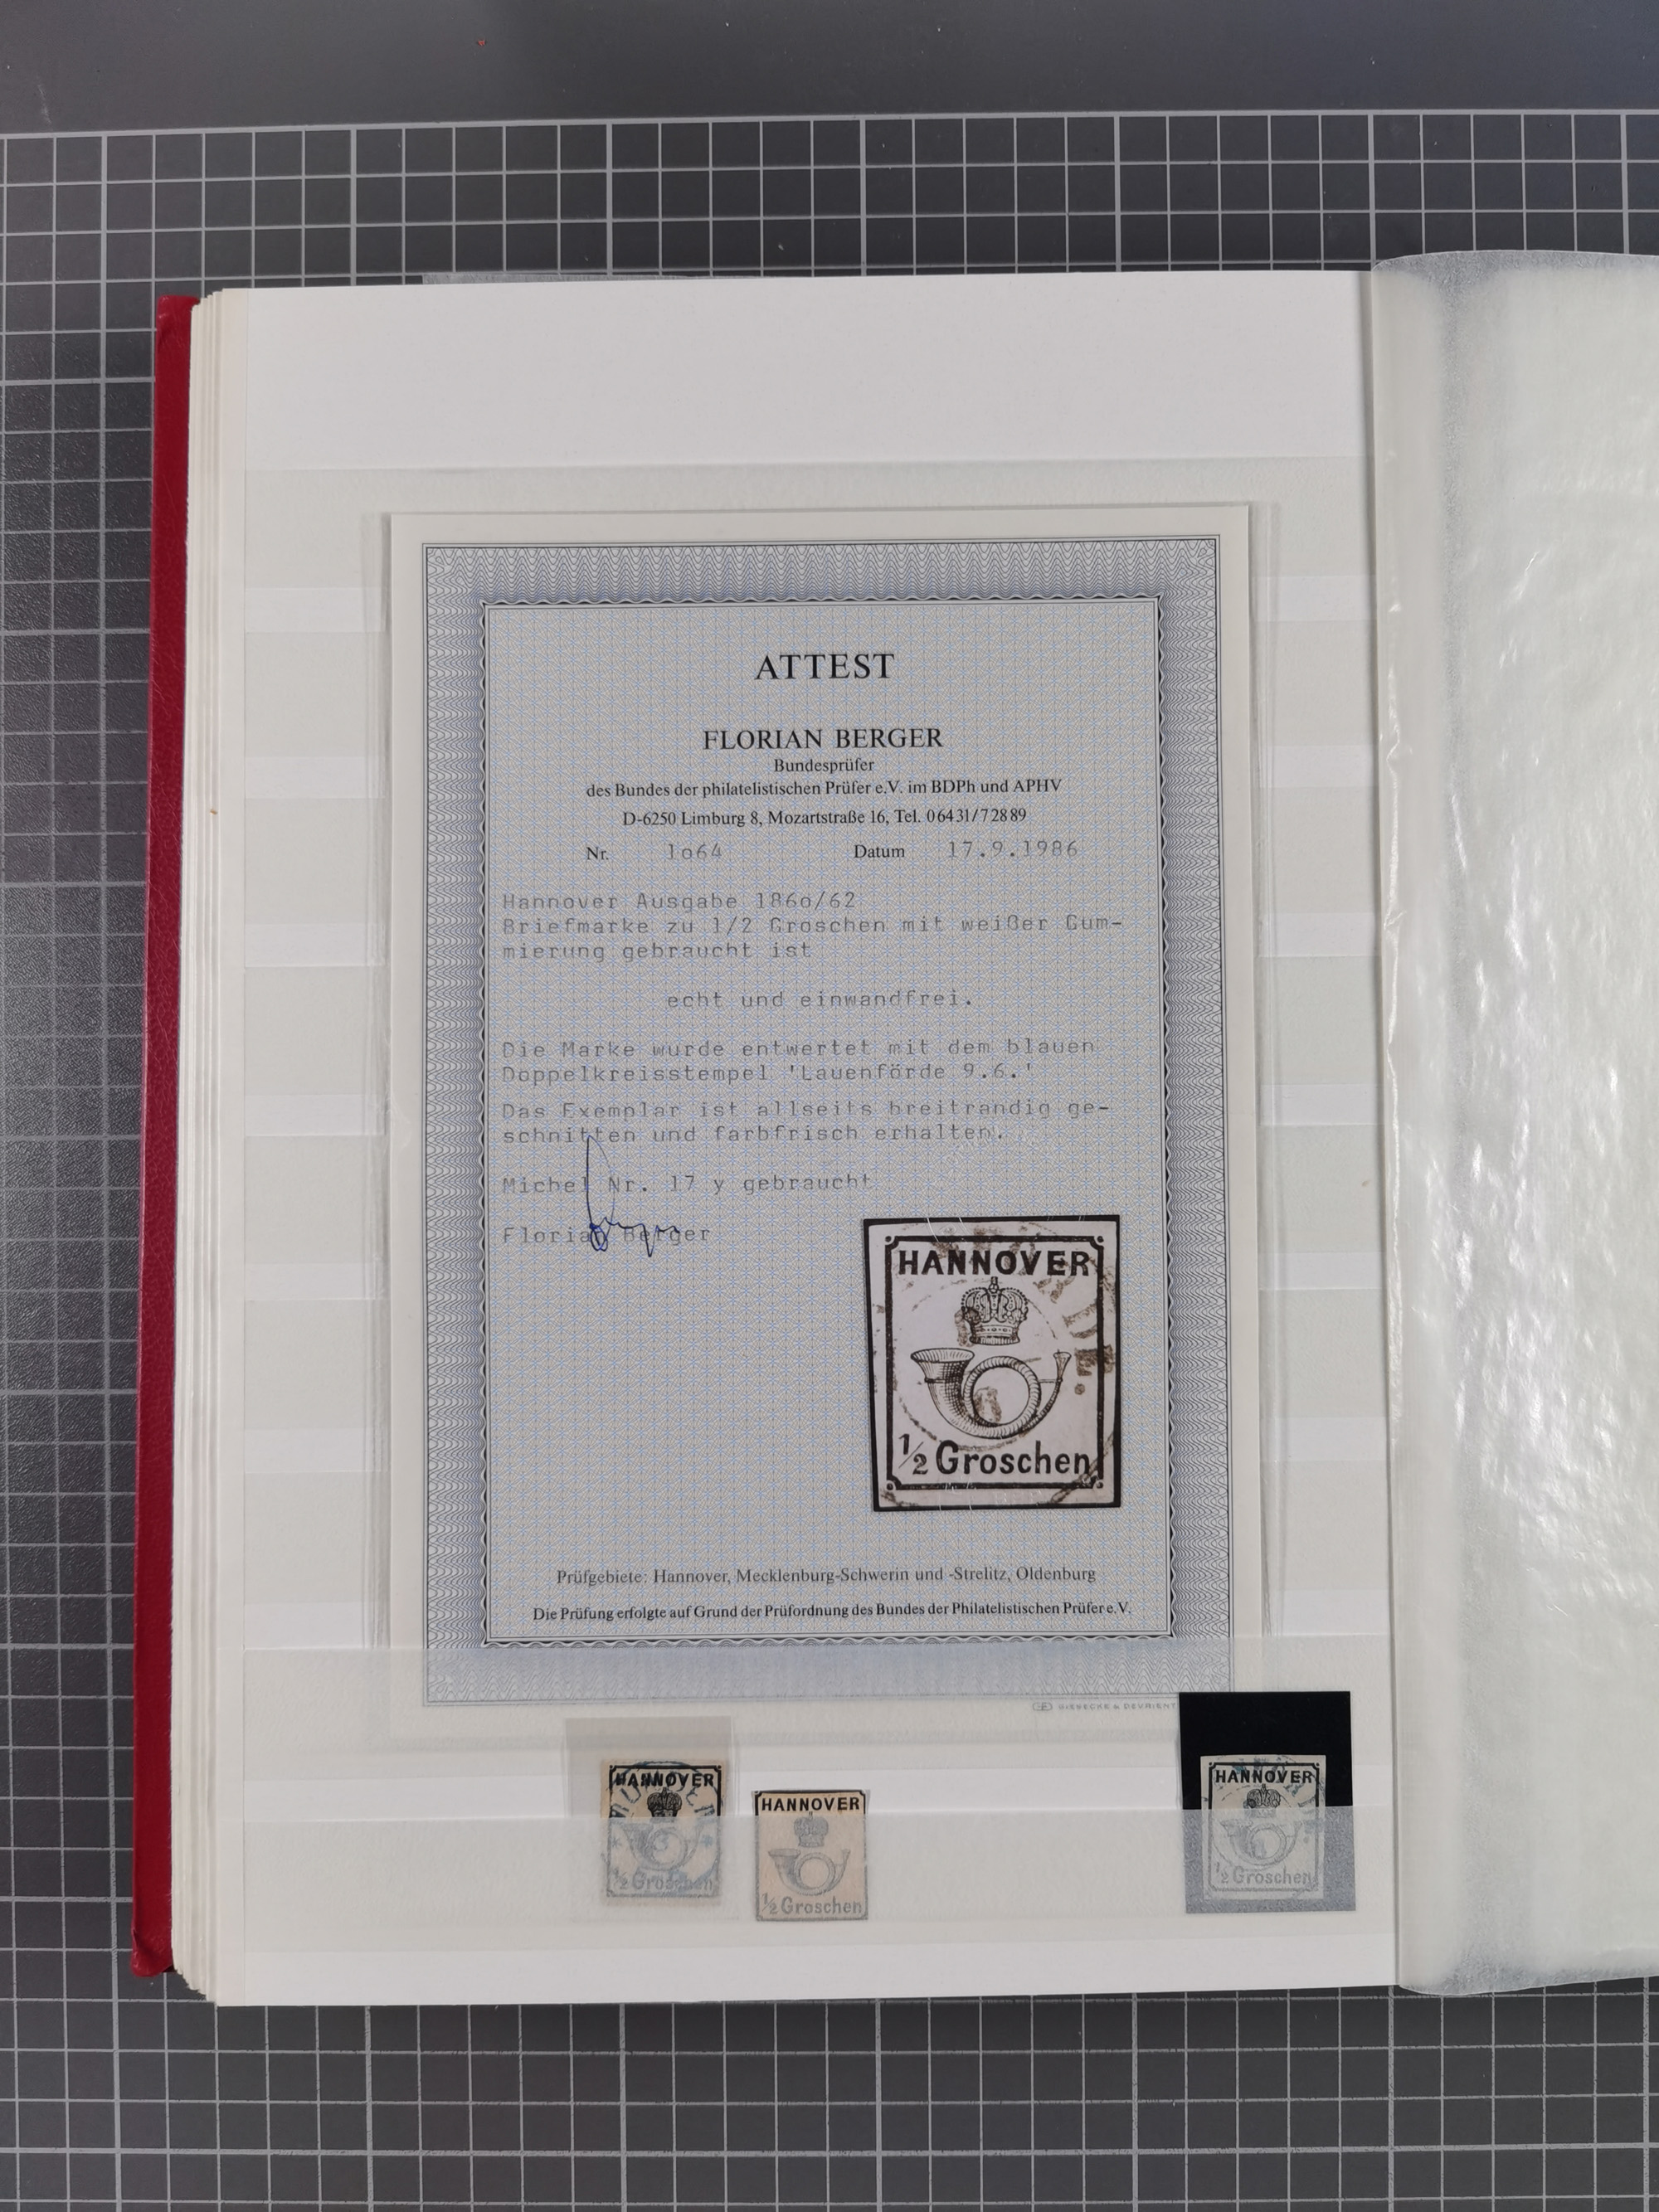 ATTEST
FLORIAN BERGER
Bundesprüfer
des Bundes der philatelistischen Prüfer e.V. im BDPh und APHV
D-6250 Limburg 8, Mozartstraße 16, Tel. 06431/72889
Nr. 1o64 Datum 17.9.1986
Hannover Ausgabe 186o/62
Briefmarke zu 1/2 Groschen mit weißer Gum-
mierung gebraucht ist
echt und einwandfrei.
Die Marke wurde entwertet mit dem blauen
Doppelkreisstempel 'Lauenförde 9.6.'
Das Exemplar ist allseits breitrandig ge-
schnitten und farbfrisch erhalten.
Michel Nr. 17 y gebraucht
Florian Berger
HANNOVER
1/2 Groschen
Prüfgebiete: Hannover, Mecklenburg-Schwerin und -Strelitz, Oldenburg
Die Prüfung erfolgte auf Grund der Prüfordnung des Bundes der Philatelistischen Prüfer e.V.
GIESECKE & DEVRIENT
HANNOVER
1/2 Groschen
HANNOVER
1/2 Groschen
HANNOVER
1/2 Groschen